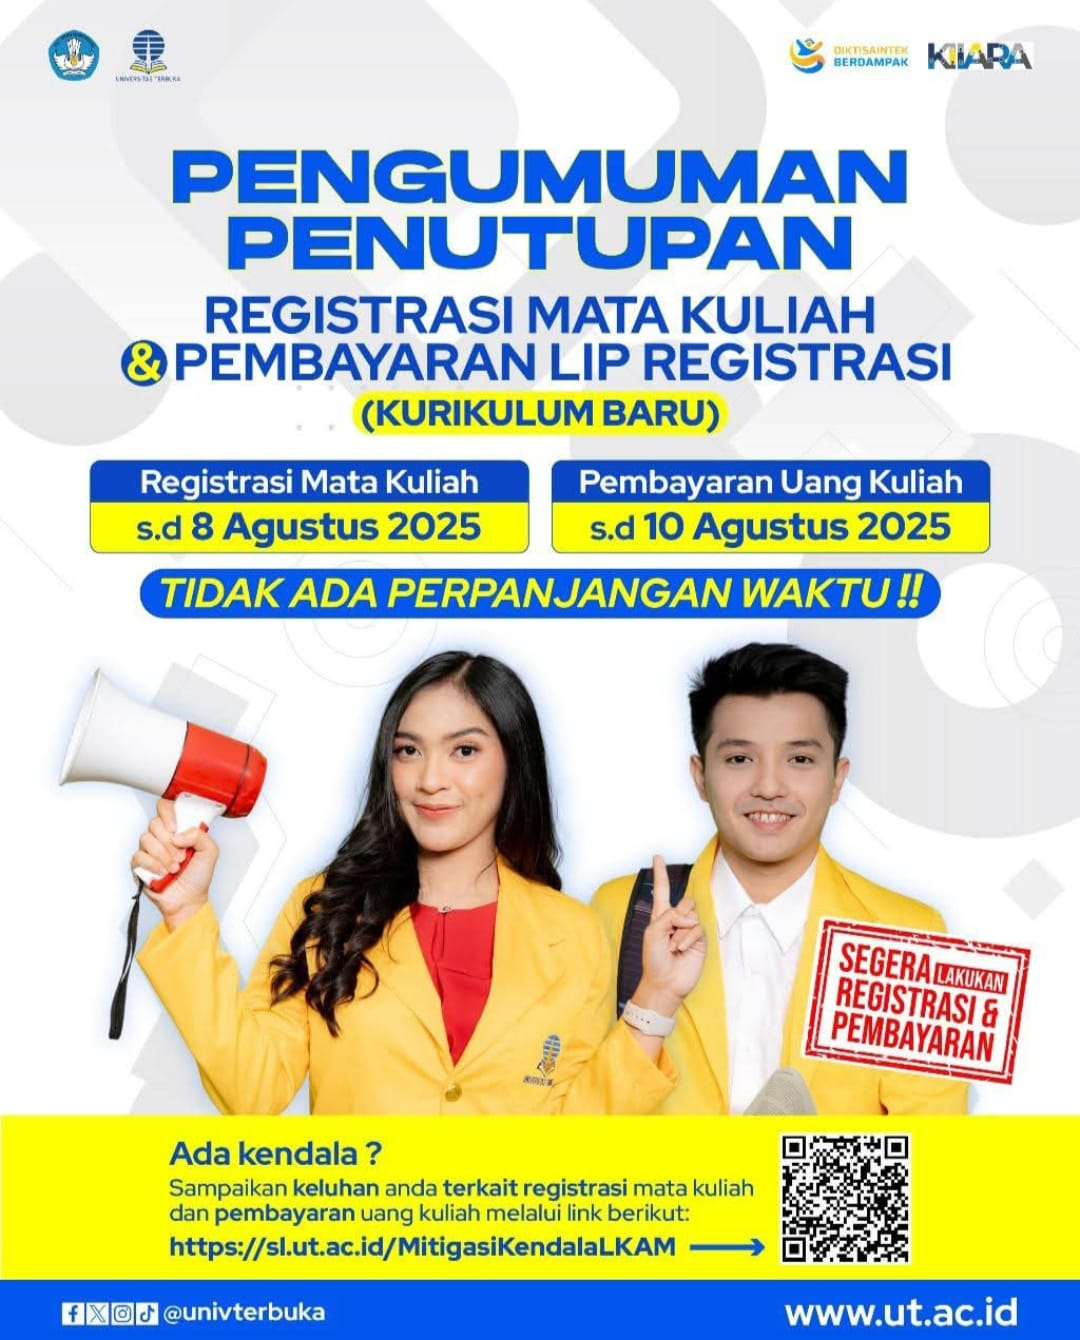 UNIVERSITAS TERBUKA
DIKTISAINTEK
BERDAMPAK
PENGUMUMAN
PENUTUPAN
REGISTRASI MATA KULIAH
& PEMBAYARAN LIP REGISTRASI
(KURIKULUM BARU)
Registrasi Mata Kuliah
s.d 8 Agustus 2025
Pembayaran Uang Kuliah
s.d 10 Agustus 2025
TIDAK ADA PERPANJANGAN WAKTU !!
SEGERA LAKUKAN
REGISTRASI &
PEMBAYARAN
Ada kendala ?
Sampaikan keluhan anda terkait registrasi mata kuliah
dan pembayaran uang kuliah melalui link berikut:
https://sl.ut.ac.id/MitigasiKendalaLKAM
@univterbuka
www.ut.ac.id